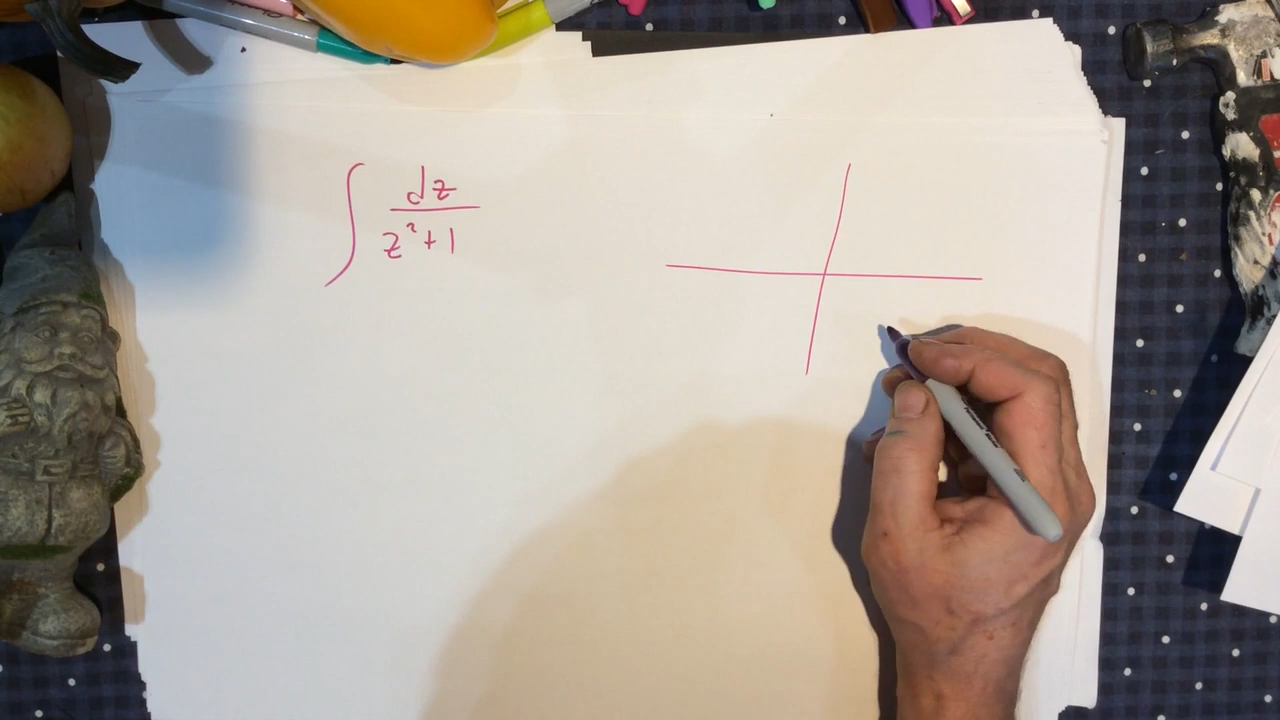 ∫ dz
z² + 1